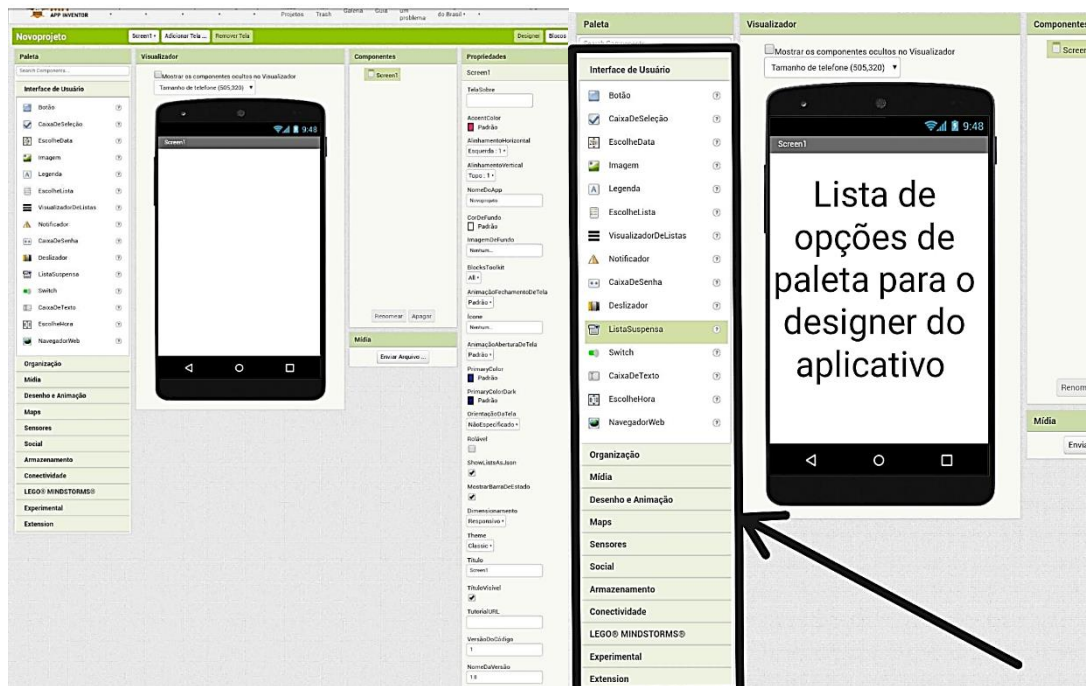 APP INVENTOR
Projetos
Trash
Galeria
Guia
um
problema
do Brasil
Novoprojeto
Screen1
Adicionar Tela ...
Remover Tela
Designer
Blocos
Paleta
Search Components...
Interface de Usuário
Botão
CaixaDeSeleção
EscolheData
Imagem
Legenda
EscolheLista
VisualizadorDeListas
Notificador
CaixaDeSenha
Deslizador
ListaSuspensa
Switch
CaixaDeTexto
EscolheHora
NavegadorWeb
Organização
Mídia
Desenho e Animação
Maps
Sensores
Social
Armazenamento
Conectividade
LEGO® MINDSTORMS®
Experimental
Extension
Visualizador
Mostrar os componentes ocultos no Visualizador
Tamanho de telefone (505,320)
9:48
Screen1
Componentes
Screen1
Renomear
Apagar
Mídia
Enviar Arquivo ...
Propriedades
Screen1
TelaSobre
AccentColor
Padrão
AlinhamentoHorizontal
Esquerda : 1
AlinhamentoVertical
Topo : 1
NomeDoApp
Novoprojeto
CorDeFundo
Padrão
ImagemDeFundo
Nenhum...
BlocksToolkit
All
AnimaçãoFechamentoDeTela
Padrão
Ícone
Nenhum...
AnimaçãoAberturaDeTela
Padrão
PrimaryColor
Padrão
PrimaryColorDark
Padrão
OrientaçãoDaTela
NãoEspecificado
Rolável
ShowListsAsJson
MostrarBarraDeEstado
Dimensionamento
Responsivo
Theme
Classic
Título
Screen1
TítuloVisível
TutorialURL
VersãoDoCódigo
1
NomeDaVersão
1.0
Paleta
Interface de Usuário
Botão
CaixaDeSeleção
EscolheData
Imagem
Legenda
EscolheLista
VisualizadorDeListas
Notificador
CaixaDeSenha
Deslizador
ListaSuspensa
Switch
CaixaDeTexto
EscolheHora
NavegadorWeb
Organização
Mídia
Desenho e Animação
Maps
Sensores
Social
Armazenamento
Conectividade
LEGO® MINDSTORMS®
Experimental
Extension
Visualizador
Mostrar os componentes ocultos no Visualizador
Tamanho de telefone (505,320)
9:48
Screen1
Lista de
opções de
paleta para o
designer do
aplicativo
Componentes
Screen
Renom
Mídia
Envia